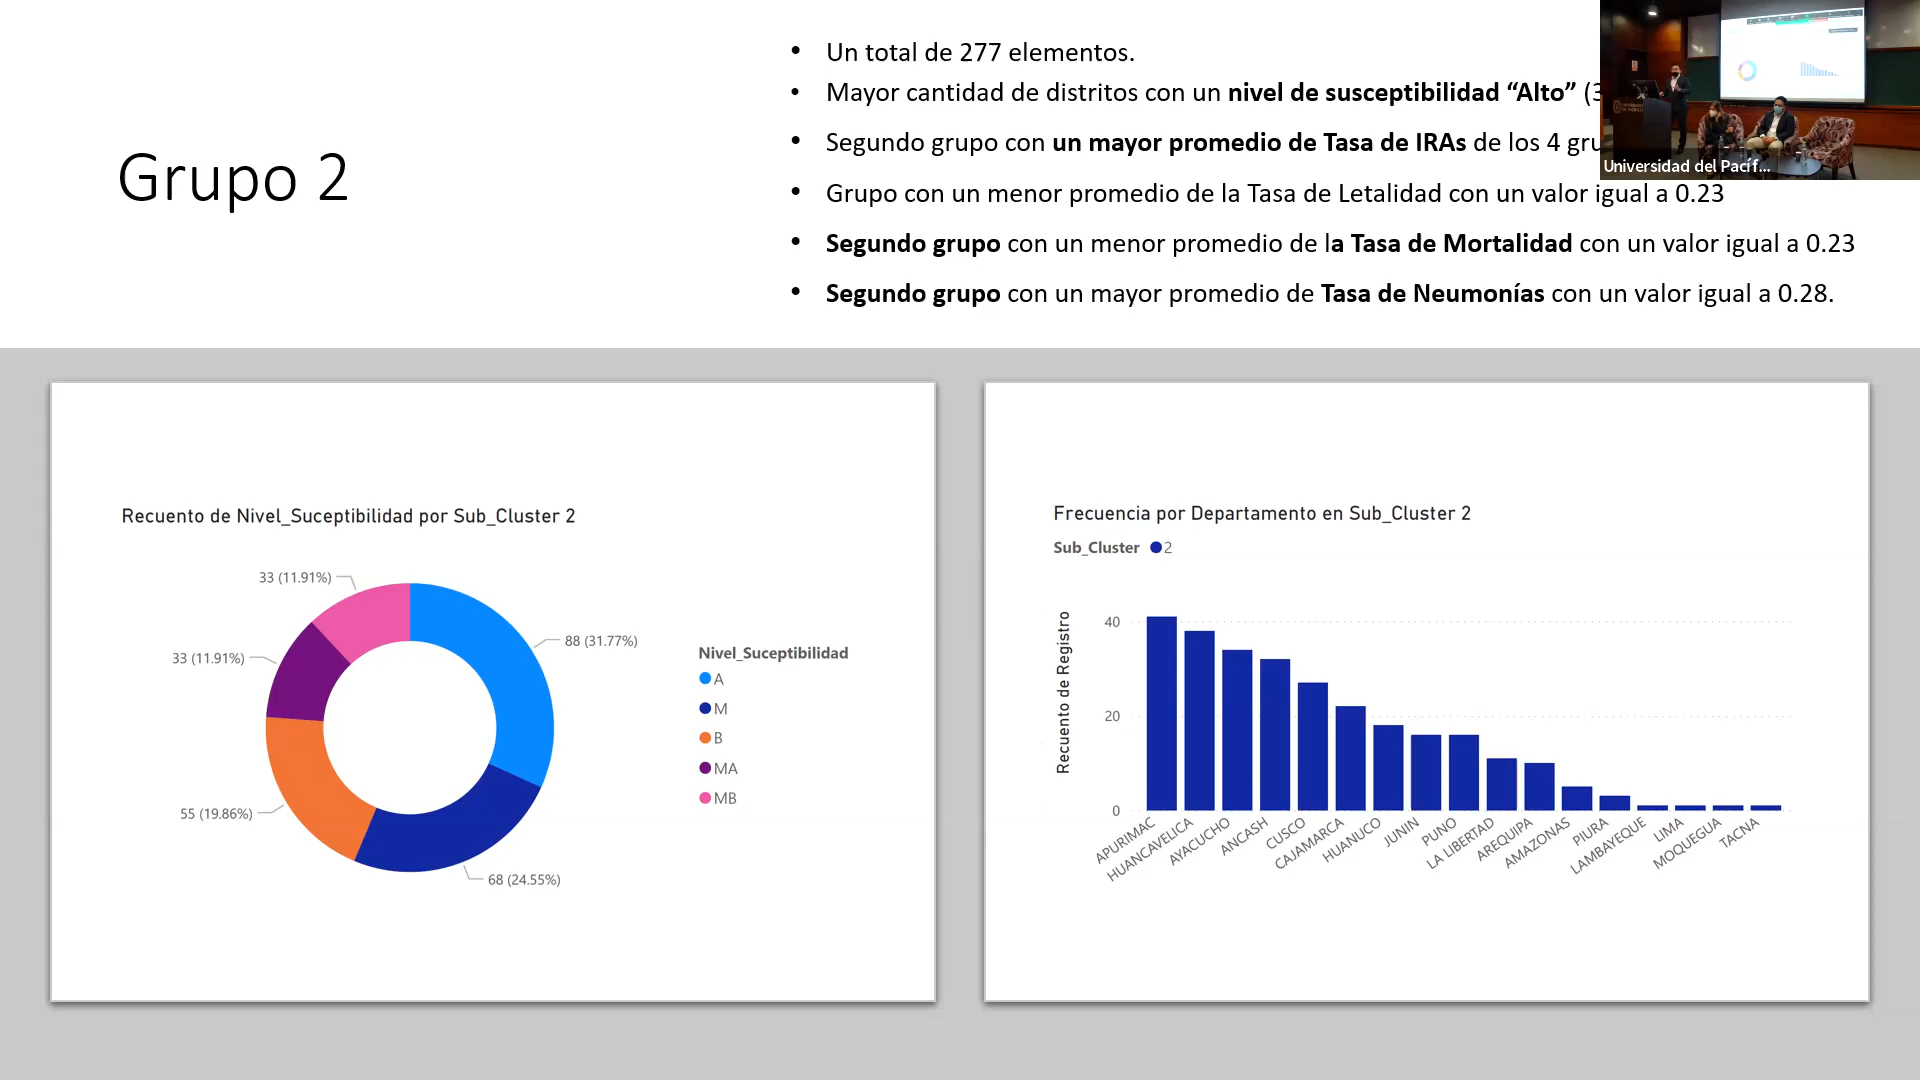 Grupo 2
• Un total de 277 elementos.
• Mayor cantidad de distritos con un nivel de susceptibilidad “Alto” (3
• Segundo grupo con un mayor promedio de Tasa de IRAs de los 4 gru
• Grupo con un menor promedio de la Tasa de Letalidad con un valor igual a 0.23
• Segundo grupo con un menor promedio de la Tasa de Mortalidad con un valor igual a 0.23
• Segundo grupo con un mayor promedio de Tasa de Neumonías con un valor igual a 0.28.
Universidad del Pacíf...
Recuento de Nivel_Suceptibilidad por Sub_Cluster 2
33 (11.91%)
88 (31.77%)
33 (11.91%)
55 (19.86%)
68 (24.55%)
Nivel_Suceptibilidad
A
M
B
MA
MB
Frecuencia por Departamento en Sub_Cluster 2
Sub_Cluster 2
Recuento de Registro
40
20
0
APURIMAC
HUANCAVELICA
AYACUCHO
ANCASH
CUSCO
CAJAMARCA
HUANUCO
JUNIN
PUNO
LA LIBERTAD
AREQUIPA
AMAZONAS
PIURA
LAMBAYEQUE
LIMA
MOQUEGUA
TACNA